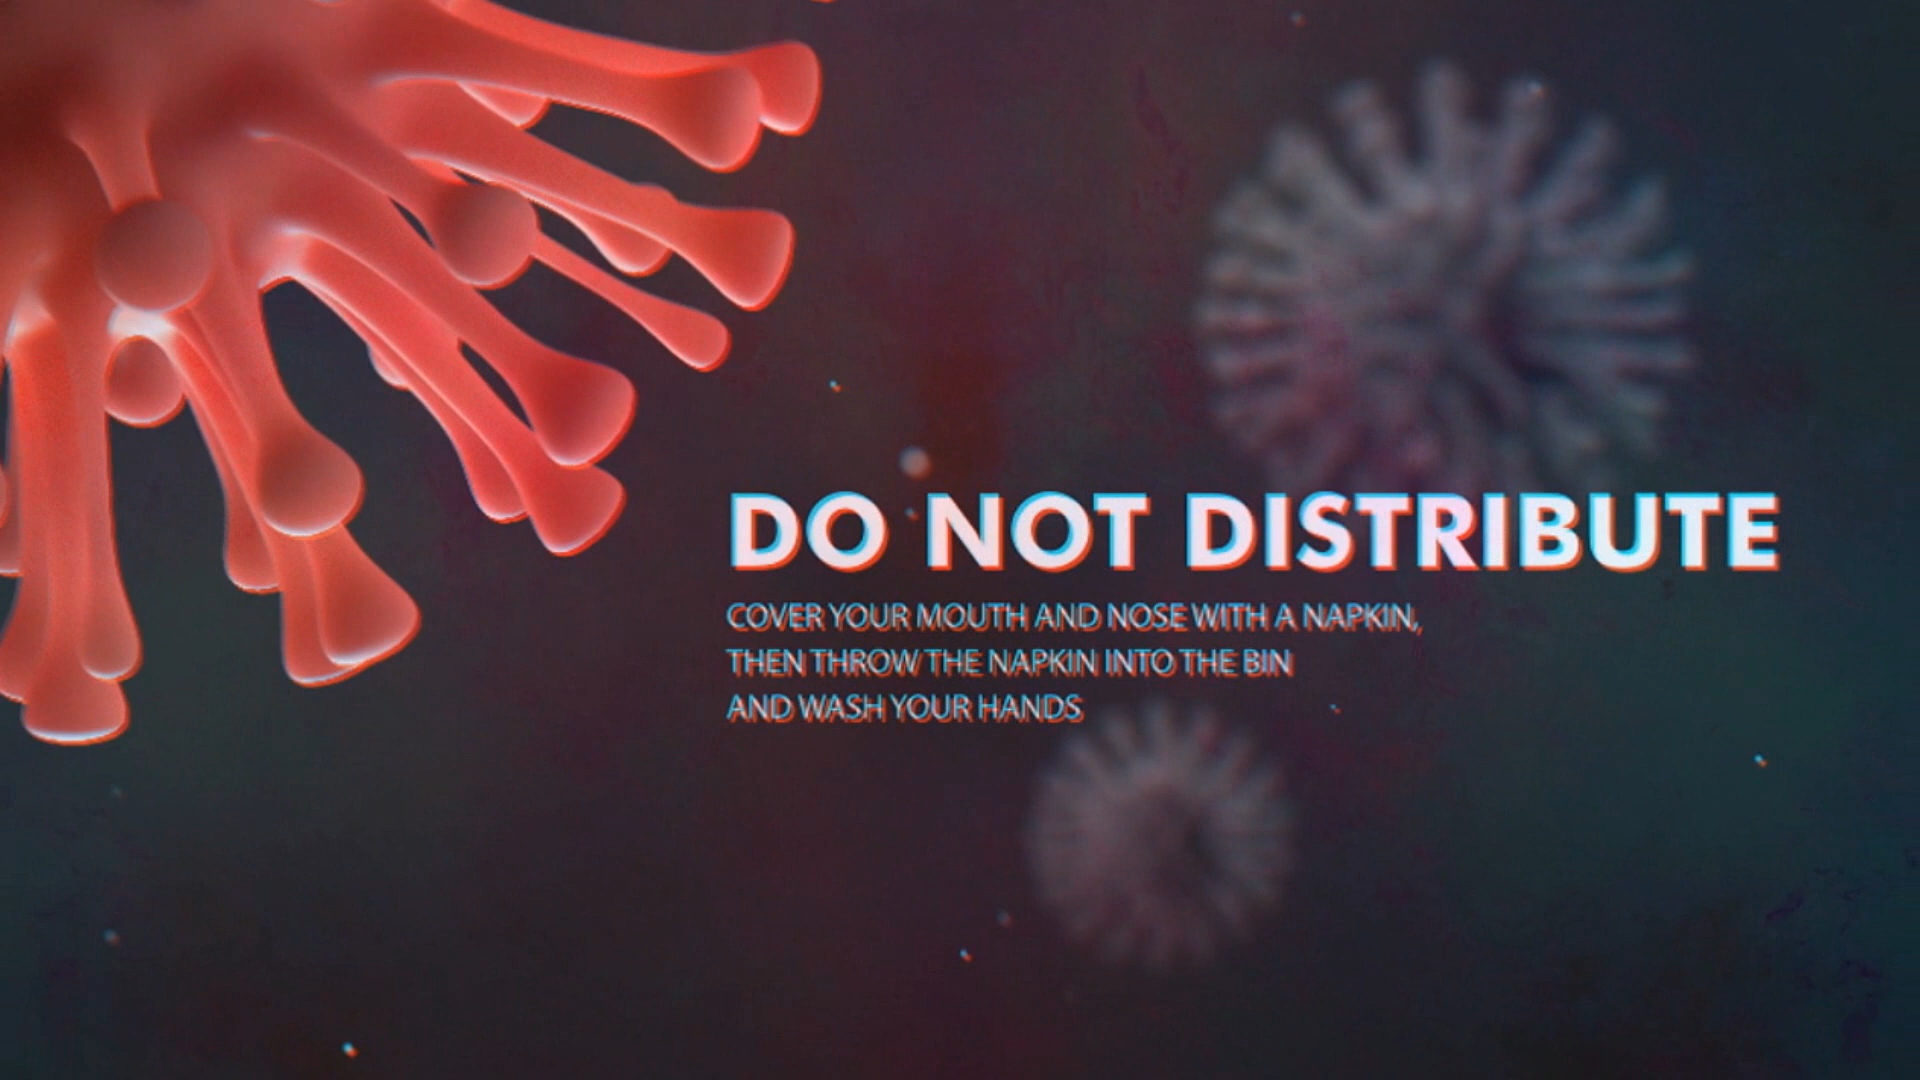 DO NOT DISTRIBUTE
COVER YOUR MOUTH AND NOSE WITH A NAPKIN,
THEN THROW THE NAPKIN INTO THE BIN
AND WASH YOUR HANDS